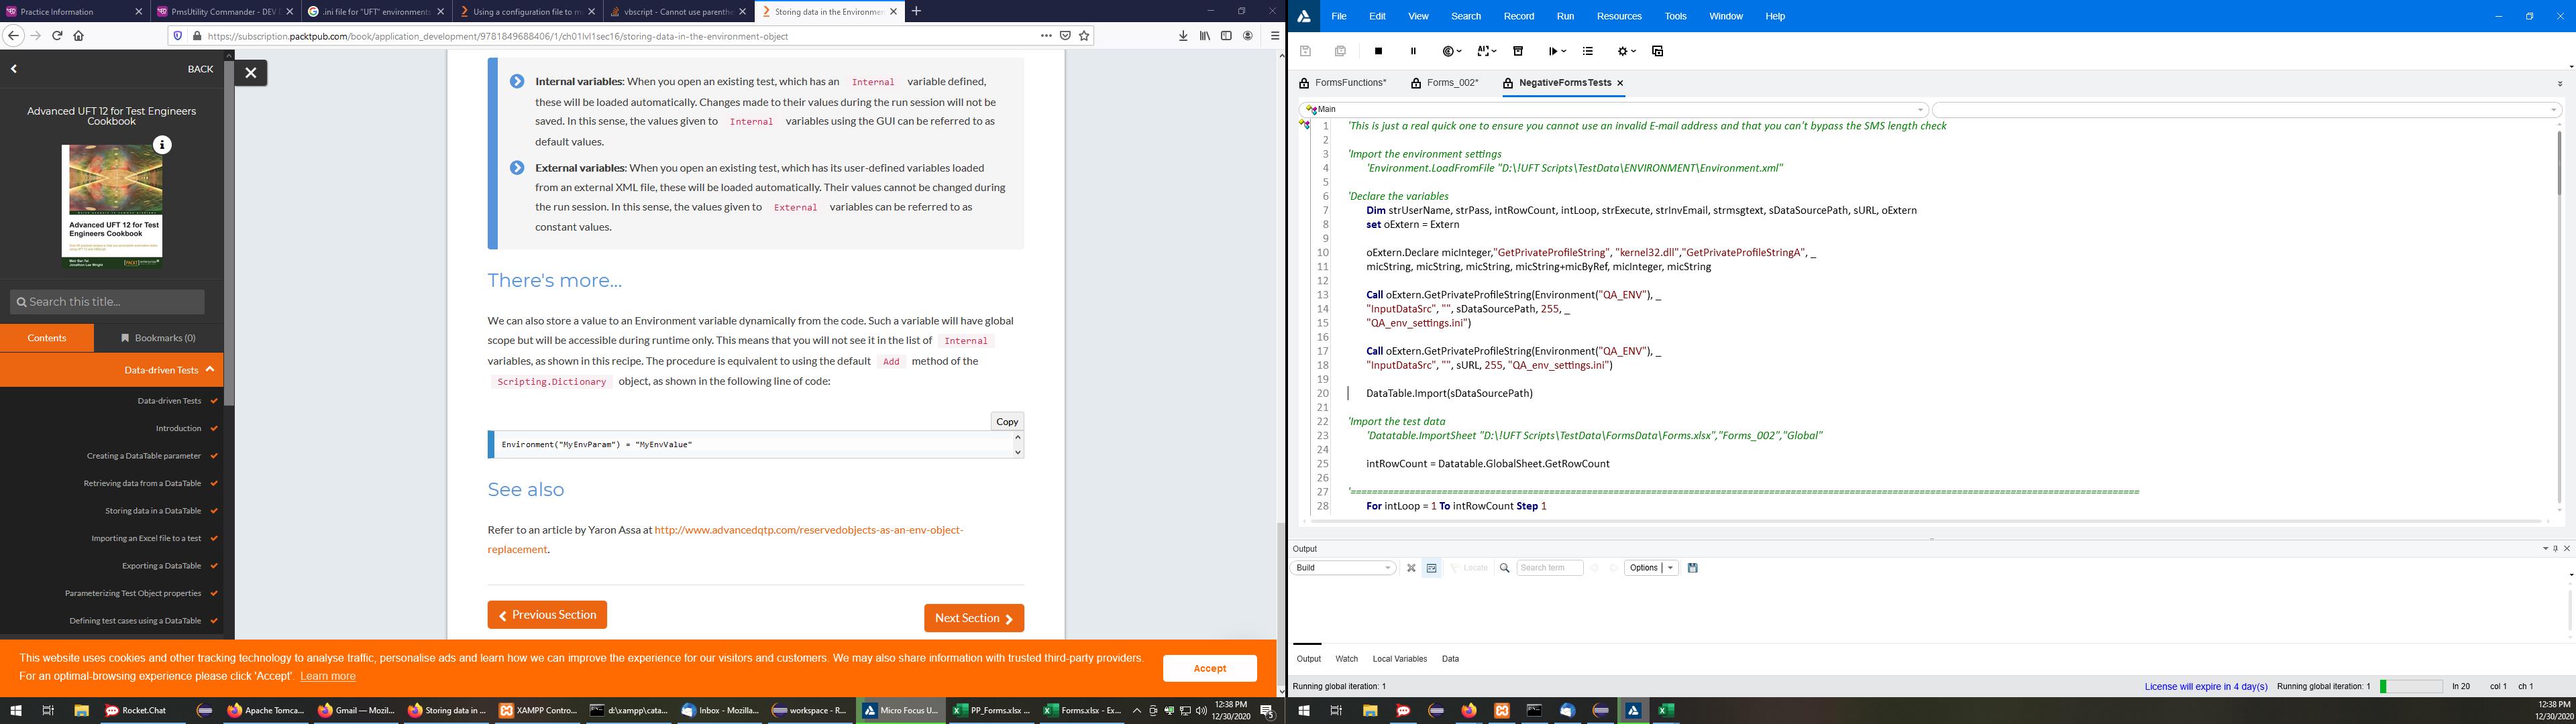 Practice Information
PmsUtility Commander - DEV
.ini file for "UFT" environments
Using a configuration file to m
vbscript - Cannot use parenthe
Storing data in the Environmen
https://subscription.packtpub.com/book/application_development/9781849688406/1/ch01lvl1sec16/storing-data-in-the-environment-object
BACK
Advanced UFT 12 for Test Engineers
Cookbook
Advanced UFT 12 for Test
Engineers Cookbook
Search this title...
Contents
Bookmarks (0)
Data-driven Tests
Data-driven Tests
Introduction
Creating a DataTable parameter
Retrieving data from a DataTable
Storing data in a DataTable
Importing an Excel file to a test
Exporting a DataTable
Parameterizing Test Object properties
Defining test cases using a DataTable
Internal variables: When you open an existing test, which has an Internal variable defined,
these will be loaded automatically. Changes made to their values during the run session will not be
saved. In this sense, the values given to Internal variables using the GUI can be referred to as
default values.
External variables: When you open an existing test, which has its user-defined variables loaded
from an external XML file, these will be loaded automatically. Their values cannot be changed during
the run session. In this sense, the values given to External variables can be referred to as
constant values.
There's more...
We can also store a value to an Environment variable dynamically from the code. Such a variable will have global
scope but will be accessible during runtime only. This means that you will not see it in the list of Internal
variables, as shown in this recipe. The procedure is equivalent to using the default Add method of the
Scripting.Dictionary object, as shown in the following line of code:
Copy
Environment("MyEnvParam") = "MyEnvValue"
See also
Refer to an article by Yaron Assa at http://www.advancedqtp.com/reservedobjects-as-an-env-object-
replacement.
Previous Section
Next Section
This website uses cookies and other tracking technology to analyse traffic, personalise ads and learn how we can improve the experience for our visitors and customers. We may also share information with trusted third-party providers.
For an optimal-browsing experience please click 'Accept'. Learn more
Accept
Rocket.Chat
Apache Tomca...
Gmail — Mozil...
Storing data in ...
XAMPP Contro...
d:\xampp\cata...
Inbox - Mozilla...
workspace - R...
Micro Focus U...
PP_Forms.xlsx ...
Forms.xlsx - Ex...
12:38 PM
12/30/2020
5
File Edit View Search Record Run Resources Tools Window Help
FormsFunctions*
Forms_002*
NegativeFormsTests
Main
1 'This is just a real quick one to ensure you cannot use an invalid E-mail address and that you can't bypass the SMS length check
2
3 'Import the environment settings
4 'Environment.LoadFromFile "D:\!UFT Scripts\TestData\ENVIRONMENT\Environment.xml"
5
6 'Declare the variables
7 Dim strUserName, strPass, intRowCount, intLoop, strExecute, strInvEmail, strmsgtext, sDataSourcePath, sURL, oExtern
8 set oExtern = Extern
9
10 oExtern.Declare micInteger,"GetPrivateProfileString", "kernel32.dll","GetPrivateProfileStringA", _
11 micString, micString, micString, micString+micByRef, micInteger, micString
12
13 Call oExtern.GetPrivateProfileString(Environment("QA_ENV"), _
14 "InputDataSrc", "", sDataSourcePath, 255, _
15 "QA_env_settings.ini")
16
17 Call oExtern.GetPrivateProfileString(Environment("QA_ENV"), _
18 "InputDataSrc", "", sURL, 255, "QA_env_settings.ini")
19
20 DataTable.Import(sDataSourcePath)
21
22 'Import the test data
23 'Datatable.ImportSheet "D:\!UFT Scripts\TestData\FormsData\Forms.xlsx","Forms_002","Global"
24
25 intRowCount = Datatable.GlobalSheet.GetRowCount
26
27
28 For intLoop = 1 To intRowCount Step 1
Output
Build
Locate
Search term
Options
Output Watch Local Variables Data
Running global iteration: 1
License will expire in 4 day(s)
Running global iteration: 1
ln 20
col 1
ch 1
12:38 PM
12/30/2020